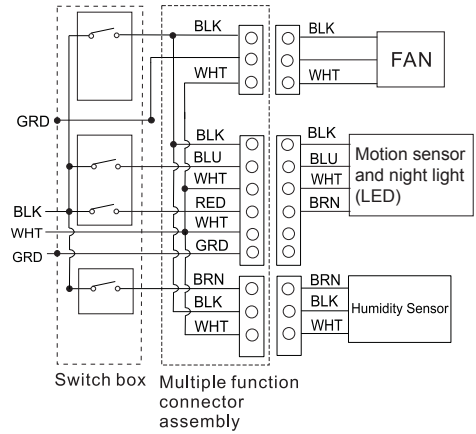 BLK
WHT
BLK
WHT
FAN
GRD
BLK
BLU
WHT
RED
WHT
GRD
BLK
BLU
WHT
BRN
Motion sensor
and night light
(LED)
BLK
WHT
GRD
BRN
BLK
WHT
BRN
BLK
WHT
Humidity Sensor
Switch box
Multiple function
connector
assembly